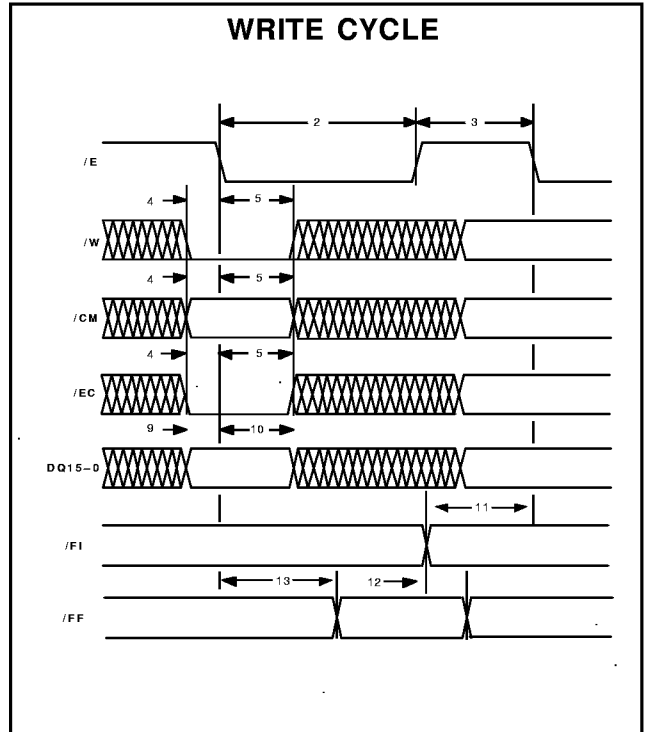 WRITE CYCLE
2 3
/E
4 5
/W
4 5
/CM
4 5
/EC
9 10
DQ15–0
11
/FI
13 12
/FF